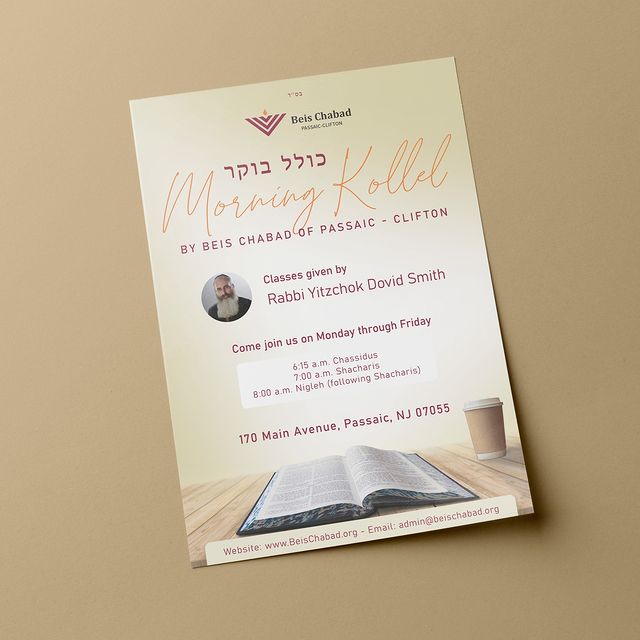 בס״ד
Beis Chabad
PASSAIC-CLIFTON
כולל בוקר
Morning Kollel
BY BEIS CHABAD OF PASSAIC - CLIFTON
Classes given by
Rabbi Yitzchok Dovid Smith
Come join us on Monday through Friday
6:15 a.m. Chassidus
7:00 a.m. Shacharis
8:00 a.m. Nigleh (following Shacharis)
170 Main Avenue, Passaic, NJ 07055
Website: www.BeisChabad.org - Email: admin@beischabad.org